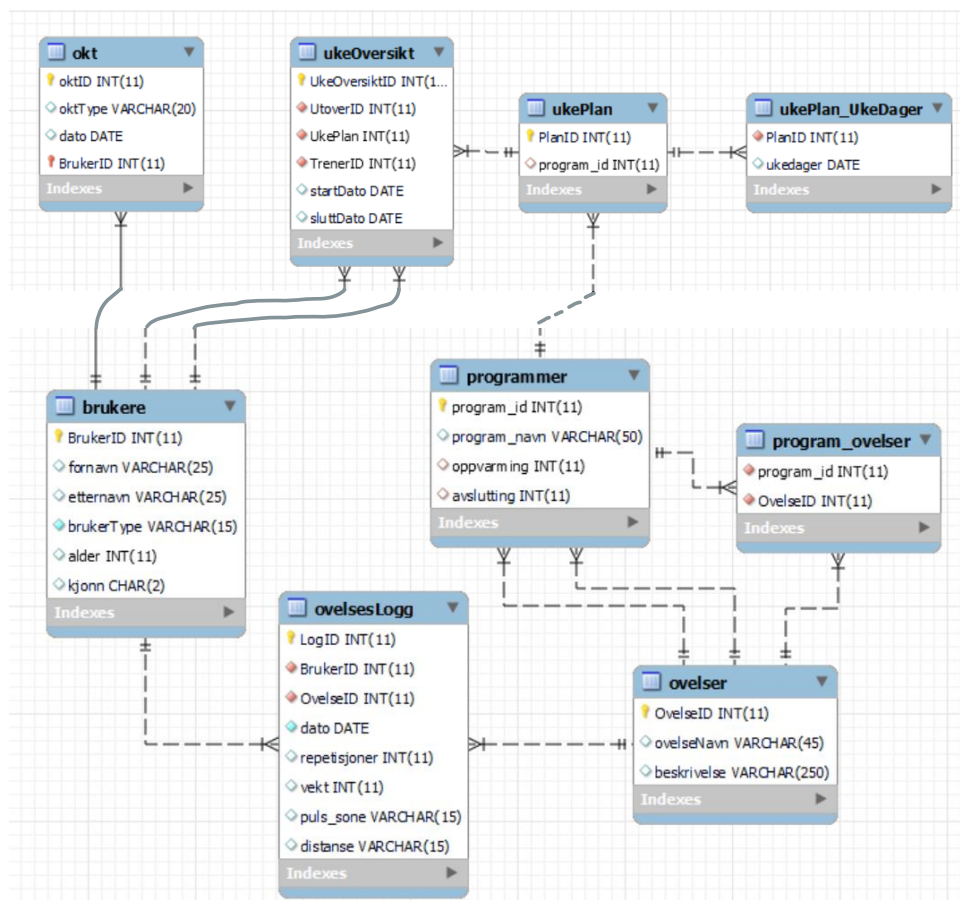 okt
oktID INT(11)
oktType VARCHAR(20)
dato DATE
BrukerID INT(11)
Indexes
ukeOversikt
UkeOversiktID INT(1...
UtoverID INT(11)
UkePlan INT(11)
TrenerID INT(11)
startDato DATE
sluttDato DATE
Indexes
ukePlan
PlanID INT(11)
program_id INT(11)
Indexes
ukePlan_UkeDager
PlanID INT(11)
ukedager DATE
Indexes
brukere
BrukerID INT(11)
fornavn VARCHAR(25)
etternavn VARCHAR(25)
brukerType VARCHAR(15)
alder INT(11)
kjonn CHAR(2)
Indexes
programmer
program_id INT(11)
program_navn VARCHAR(50)
oppvarming INT(11)
avslutting INT(11)
Indexes
program_ovelser
program_id INT(11)
OvelseID INT(11)
Indexes
ovelsesLogg
LogID INT(11)
BrukerID INT(11)
OvelseID INT(11)
dato DATE
repetisjoner INT(11)
vekt INT(11)
puls_sone VARCHAR(15)
distanse VARCHAR(15)
Indexes
ovelser
OvelseID INT(11)
ovelseNavn VARCHAR(45)
beskrivelse VARCHAR(250)
Indexes